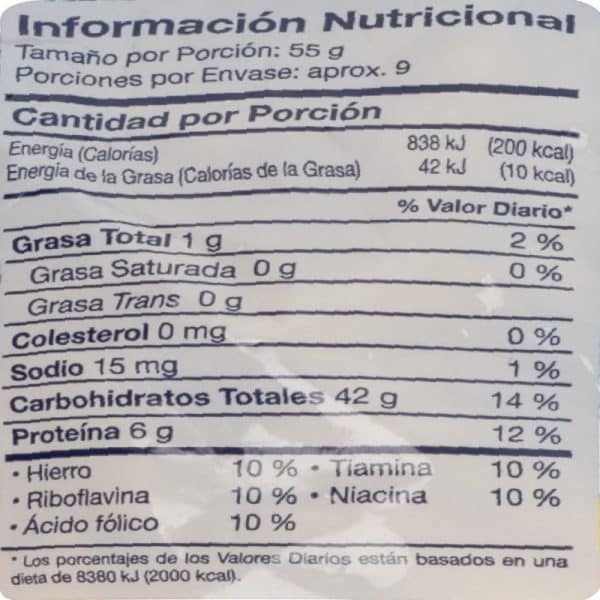 Información Nutricional
Tamaño por Porción: 55 g
Porciones por Envase: aprox. 9
Cantidad por Porción
Energía (Calorías) 838 kJ (200 kcal)
Energía de la Grasa (Calorías de la Grasa) 42 kJ (10 kcal)
% Valor Diario*
Grasa Total 1 g 2 %
Grasa Saturada 0 g 0 %
Grasa Trans 0 g
Colesterol 0 mg 0 %
Sodio 15 mg 1 %
Carbohidratos Totales 42 g 14 %
Proteína 6 g 12 %
• Hierro 10 % • Tiamina 10 %
• Riboflavina 10 % • Niacina 10 %
• Ácido fólico 10 %
* Los porcentajes de los Valores Diarios están basados en una
dieta de 8380 kJ (2000 kcal).